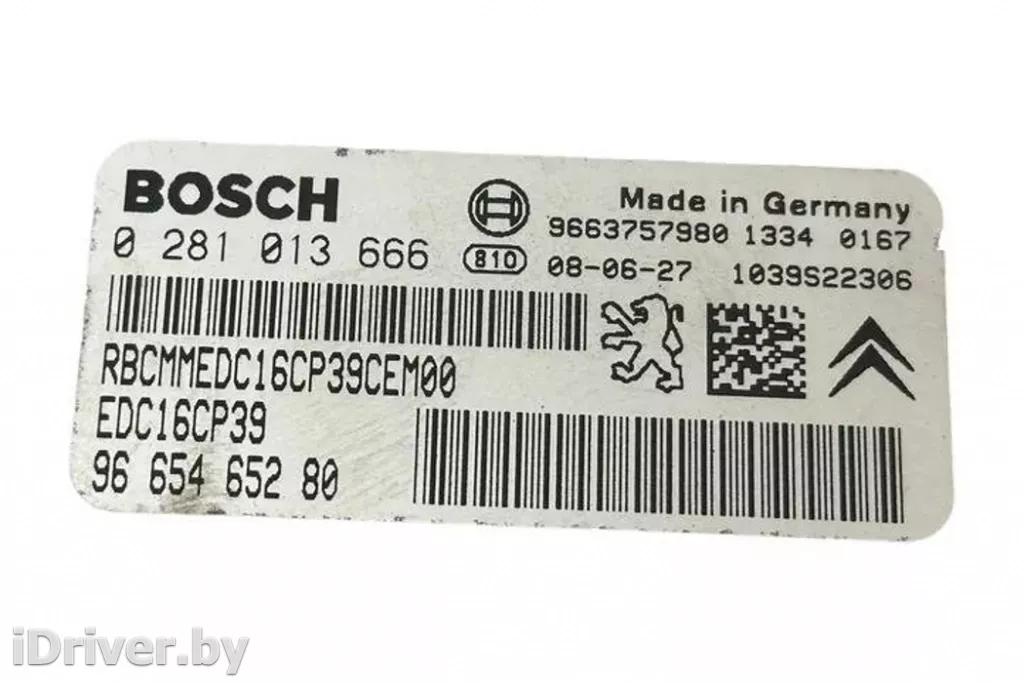 BOSCH
Made in Germany
0 281 013 666
9663757980 1334 0167
810
08-06-27 1039S22306
RBCMMEDC16CP39CEM00
EDC16CP39
96 654 652 80
iDriver.by